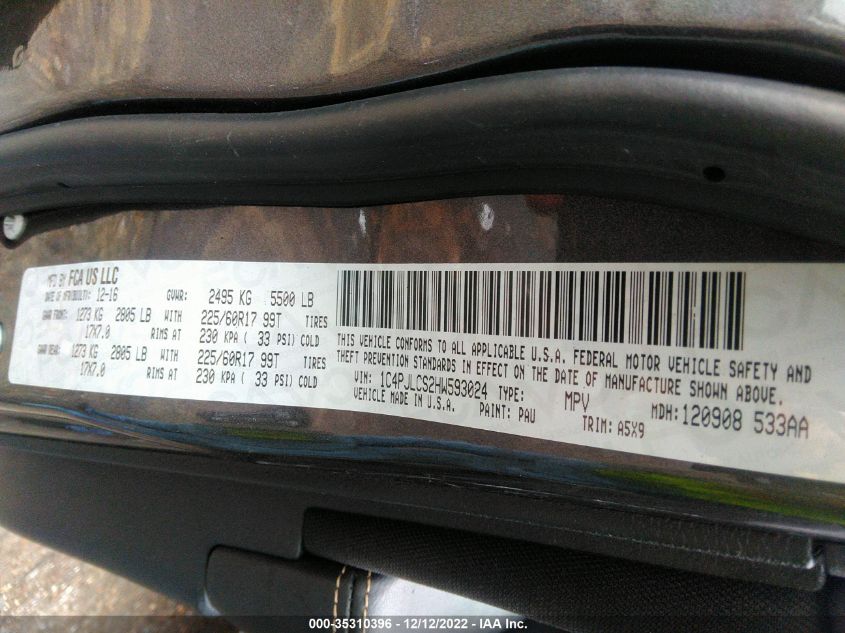 MFD BY FCA US LLC
DATE OF MFR(BUILT): 12-16 GVWR: 2495 KG 5500 LB
GAWR FRONT: 1273 KG 2805 LB WITH 225/60R17 99T TIRES
17X7.0 RIMS AT 230 KPA ( 33 PSI) COLD
GAWR REAR: 1273 KG 2805 LB WITH 225/60R17 99T TIRES
17X7.0 RIMS AT 230 KPA ( 33 PSI) COLD
THIS VEHICLE CONFORMS TO ALL APPLICABLE U.S.A. FEDERAL MOTOR VEHICLE SAFETY AND
THEFT PREVENTION STANDARDS IN EFFECT ON THE DATE OF MANUFACTURE SHOWN ABOVE.
VIN: 1C4PJLCS2HW593024 TYPE: MPV MDH:120908 533AA
VEHICLE MADE IN U.S.A. PAINT: PAU TRIM: A5X9
000-35310396 — 12/12/2022 - IAA Inc.